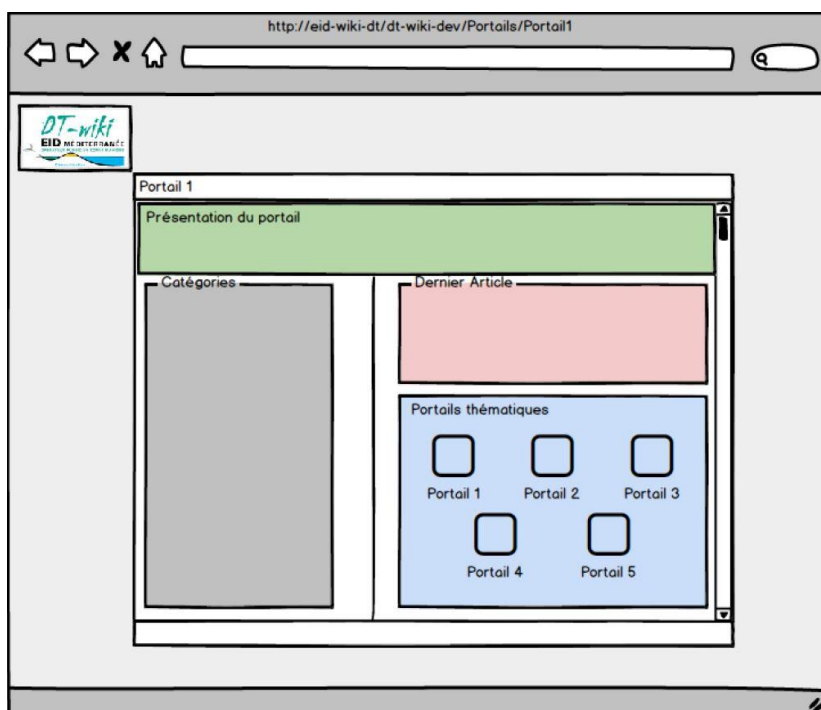 http://eid-wiki-dt/dt-wiki-dev/Portails/Portail1
DT-wiki
EID MÉDITERRANÉE
Portail 1
Présentation du portail
Catégories
Dernier Article
Portails thématiques
Portail 1 Portail 2 Portail 3
Portail 4 Portail 5